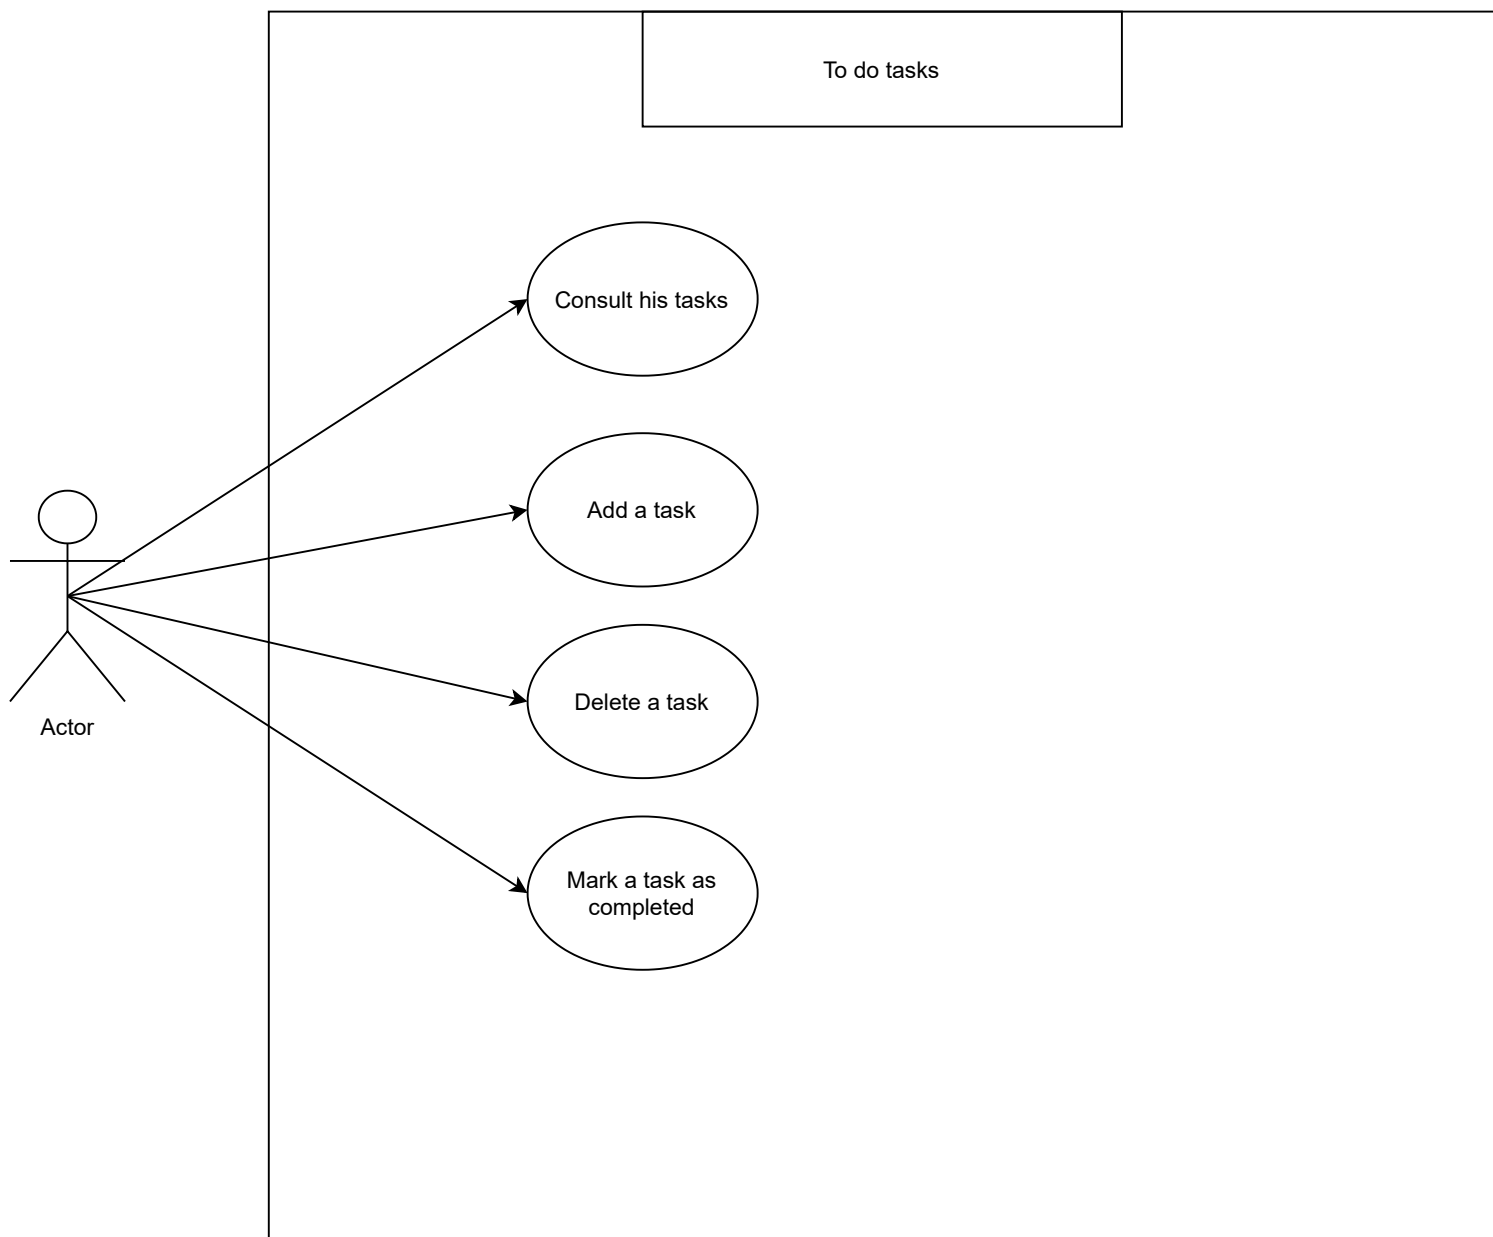 To do tasks
Consult his tasks
Add a task
Delete a task
Actor
Mark a task as
completed